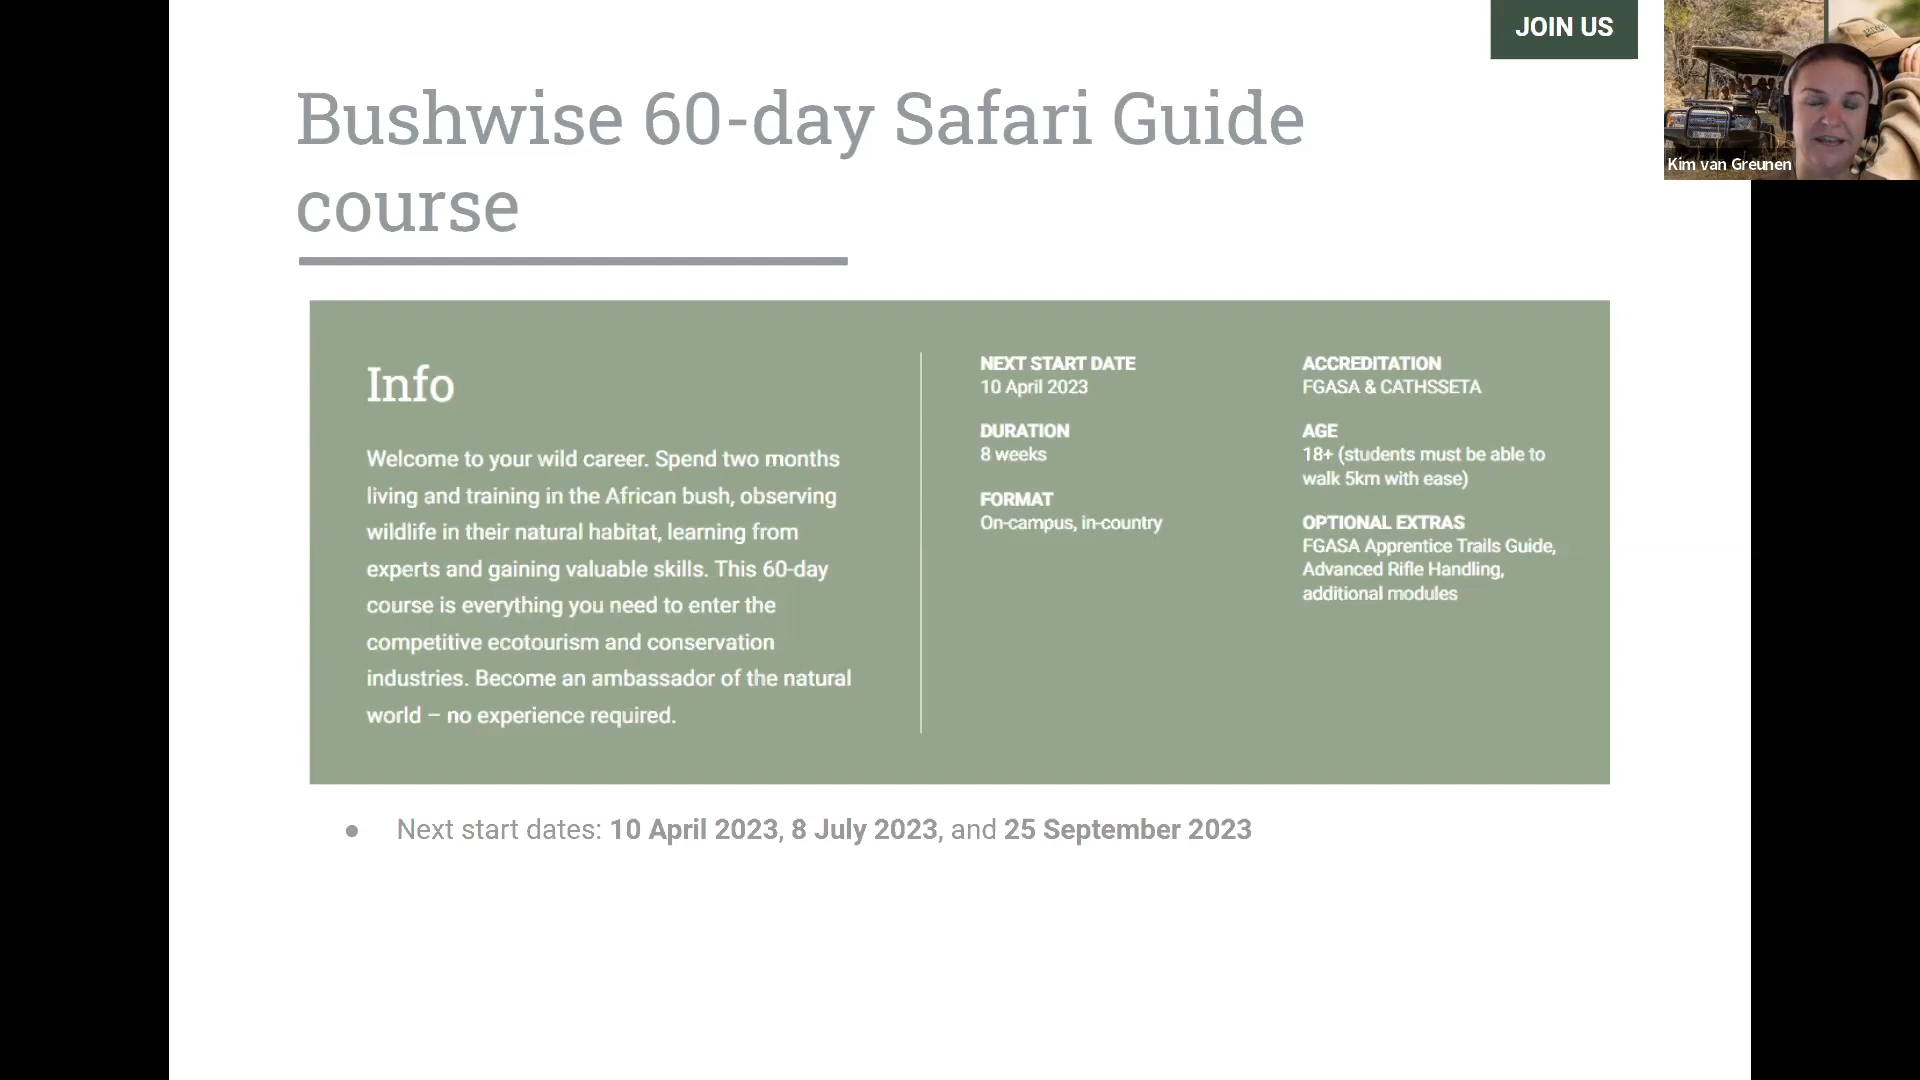 JOIN US
Bushwise 60-day Safari Guide
course
Kim van Greunen
Info
Welcome to your wild career. Spend two months
living and training in the African bush, observing
wildlife in their natural habitat, learning from
experts and gaining valuable skills. This 60-day
course is everything you need to enter the
competitive ecotourism and conservation
industries. Become an ambassador of the natural
world – no experience required.
NEXT START DATE
10 April 2023
DURATION
8 weeks
FORMAT
On-campus, in-country
ACCREDITATION
FGASA & CATHSSETA
AGE
18+ (students must be able to
walk 5km with ease)
OPTIONAL EXTRAS
FGASA Apprentice Trails Guide,
Advanced Rifle Handling,
additional modules
● Next start dates: 10 April 2023, 8 July 2023, and 25 September 2023